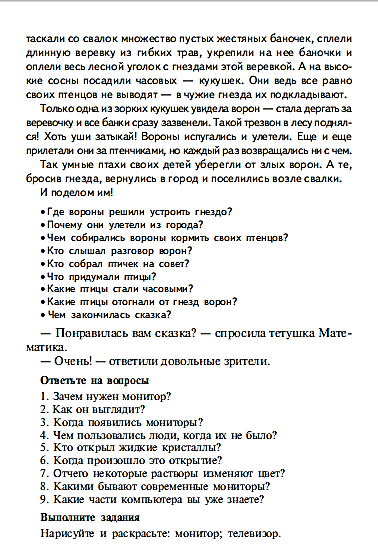 таскали со свалок множество пустых жестяных баночек, сплели
длинную веревку из гибких трав, укрепили на нее баночки и
оплели весь лесной уголок с гнездами этой веревкой. А на высо-
кие сосны посадили часовых — кукушек. Они ведь все равно
своих птенцов не выводят — в чужие гнезда их подкладывают.
Только одна из зорких кукушек увидела ворон — стала дергать за
веревочку и все банки сразу зазвенели. Такой трезвон в лесу поднял-
ся! Хоть уши затыкай! Вороны испугались и улетели. Еще и еще
прилетали они за птенчиками, но каждый раз возвращались ни с чем.
Так умные птахи своих детей уберегли от злых ворон. А те,
бросив гнезда, вернулись в город и поселились возле свалки.
И поделом им!
• Где вороны решили устроить гнездо?
• Почему они улетели из города?
• Чем собирались вороны кормить своих птенцов?
• Кто слышал разговор ворон?
• Кто собрал птичек на совет?
• Что придумали птицы?
• Какие птицы стали часовыми?
• Какие птицы отогнали от гнезд ворон?
• Чем закончилась сказка?
— Понравилась вам сказка? — спросила тетушка Мате-
матика.
— Очень! — ответили довольные зрители.
Ответьте на вопросы
1. Зачем нужен монитор?
2. Как он выглядит?
3. Когда появились мониторы?
4. Чем пользовались люди, когда их не было?
5. Кто открыл жидкие кристаллы?
6. Когда произошло это открытие?
7. Отчего некоторые растворы изменяют цвет?
8. Какими бывают современные мониторы?
9. Какие части компьютера вы уже знаете?
Выполните задания
Нарисуйте и раскрасьте: монитор; телевизор.